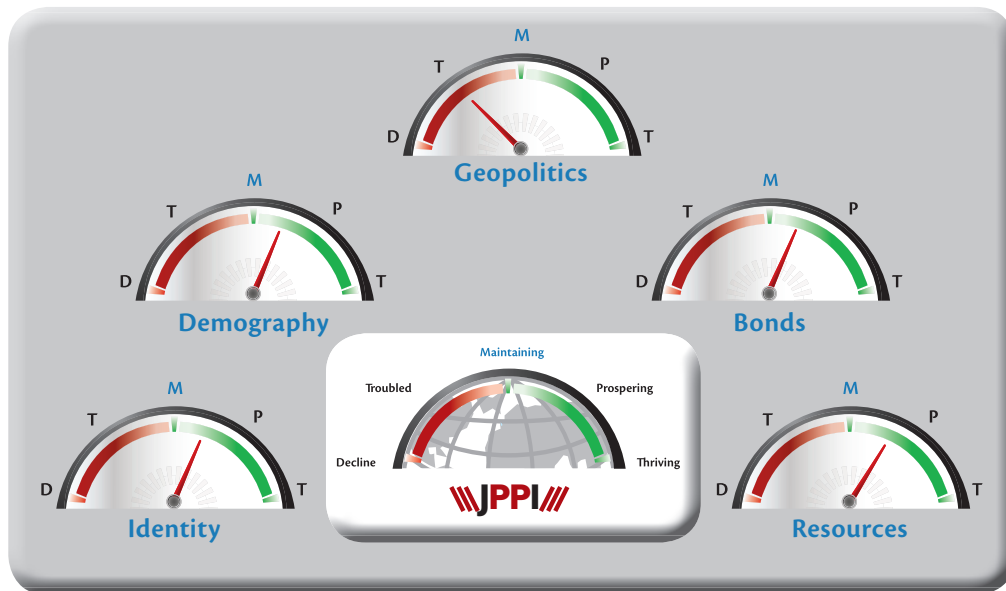 M
T P
D T
Geopolitics
M
T P
D T
Demography
M
T P
D T
Bonds
Maintaining
Troubled Prospering
Decline Thriving
JPPI
M
T P
D T
Identity
M
T P
D T
Resources